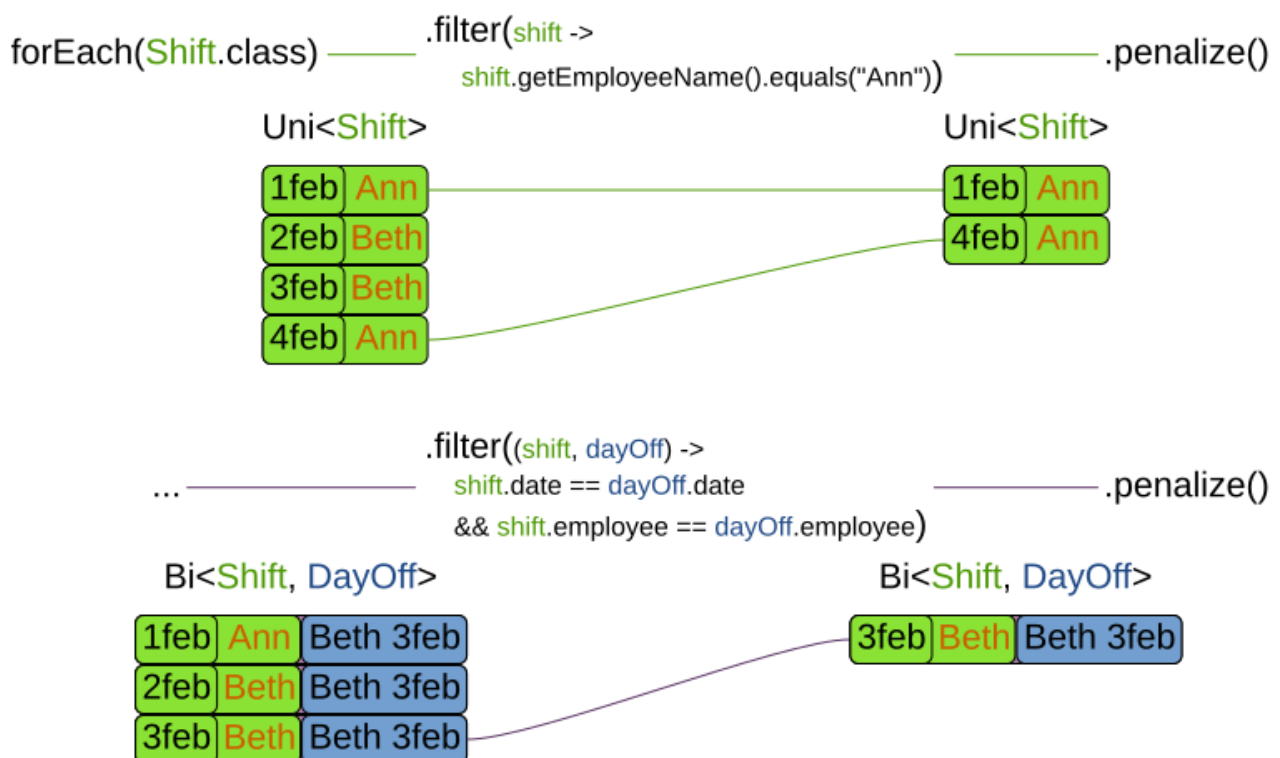 forEach(Shift.class) .filter(shift -> .penalize()
shift.getEmployeeName().equals("Ann"))
Uni<Shift> Uni<Shift>
1feb Ann 1feb Ann
2feb Beth 4feb Ann
3feb Beth
4feb Ann
.filter((shift, dayOff) ->
... shift.date == dayOff.date .penalize()
&& shift.employee == dayOff.employee)
Bi<Shift, DayOff> Bi<Shift, DayOff>
1feb Ann Beth 3feb 3feb Beth Beth 3feb
2feb Beth Beth 3feb
3feb Beth Beth 3feb